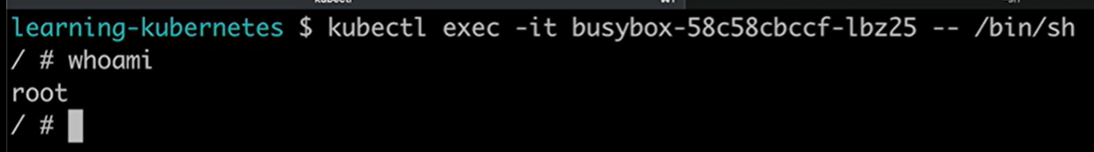 learning-kubernetes $ kubectl exec -it busybox-58c58cbccf-lbz25 -- /bin/sh
/ # whoami
root
/ #